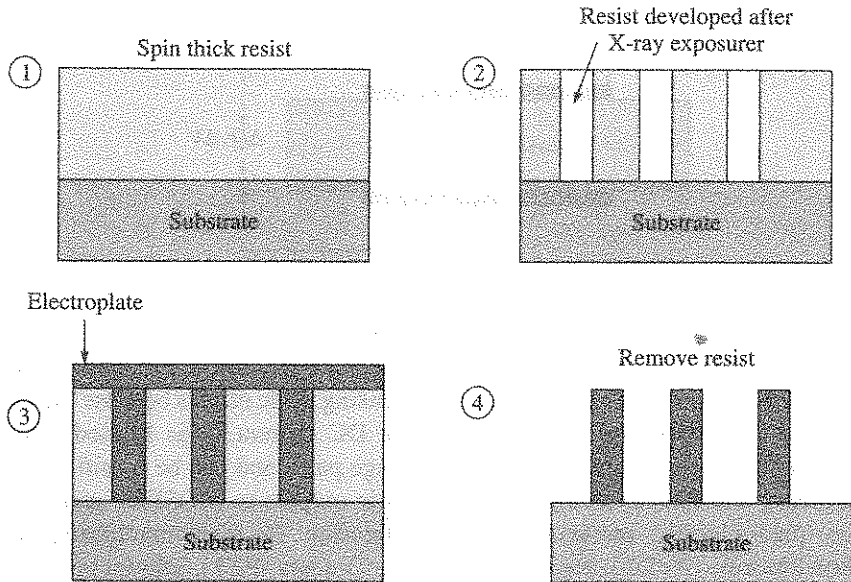 1
Spin thick resist
Substrate
2
Resist developed after
X-ray exposurer
Substrate
Electroplate
3
Substrate
4
Remove resist
Substrate